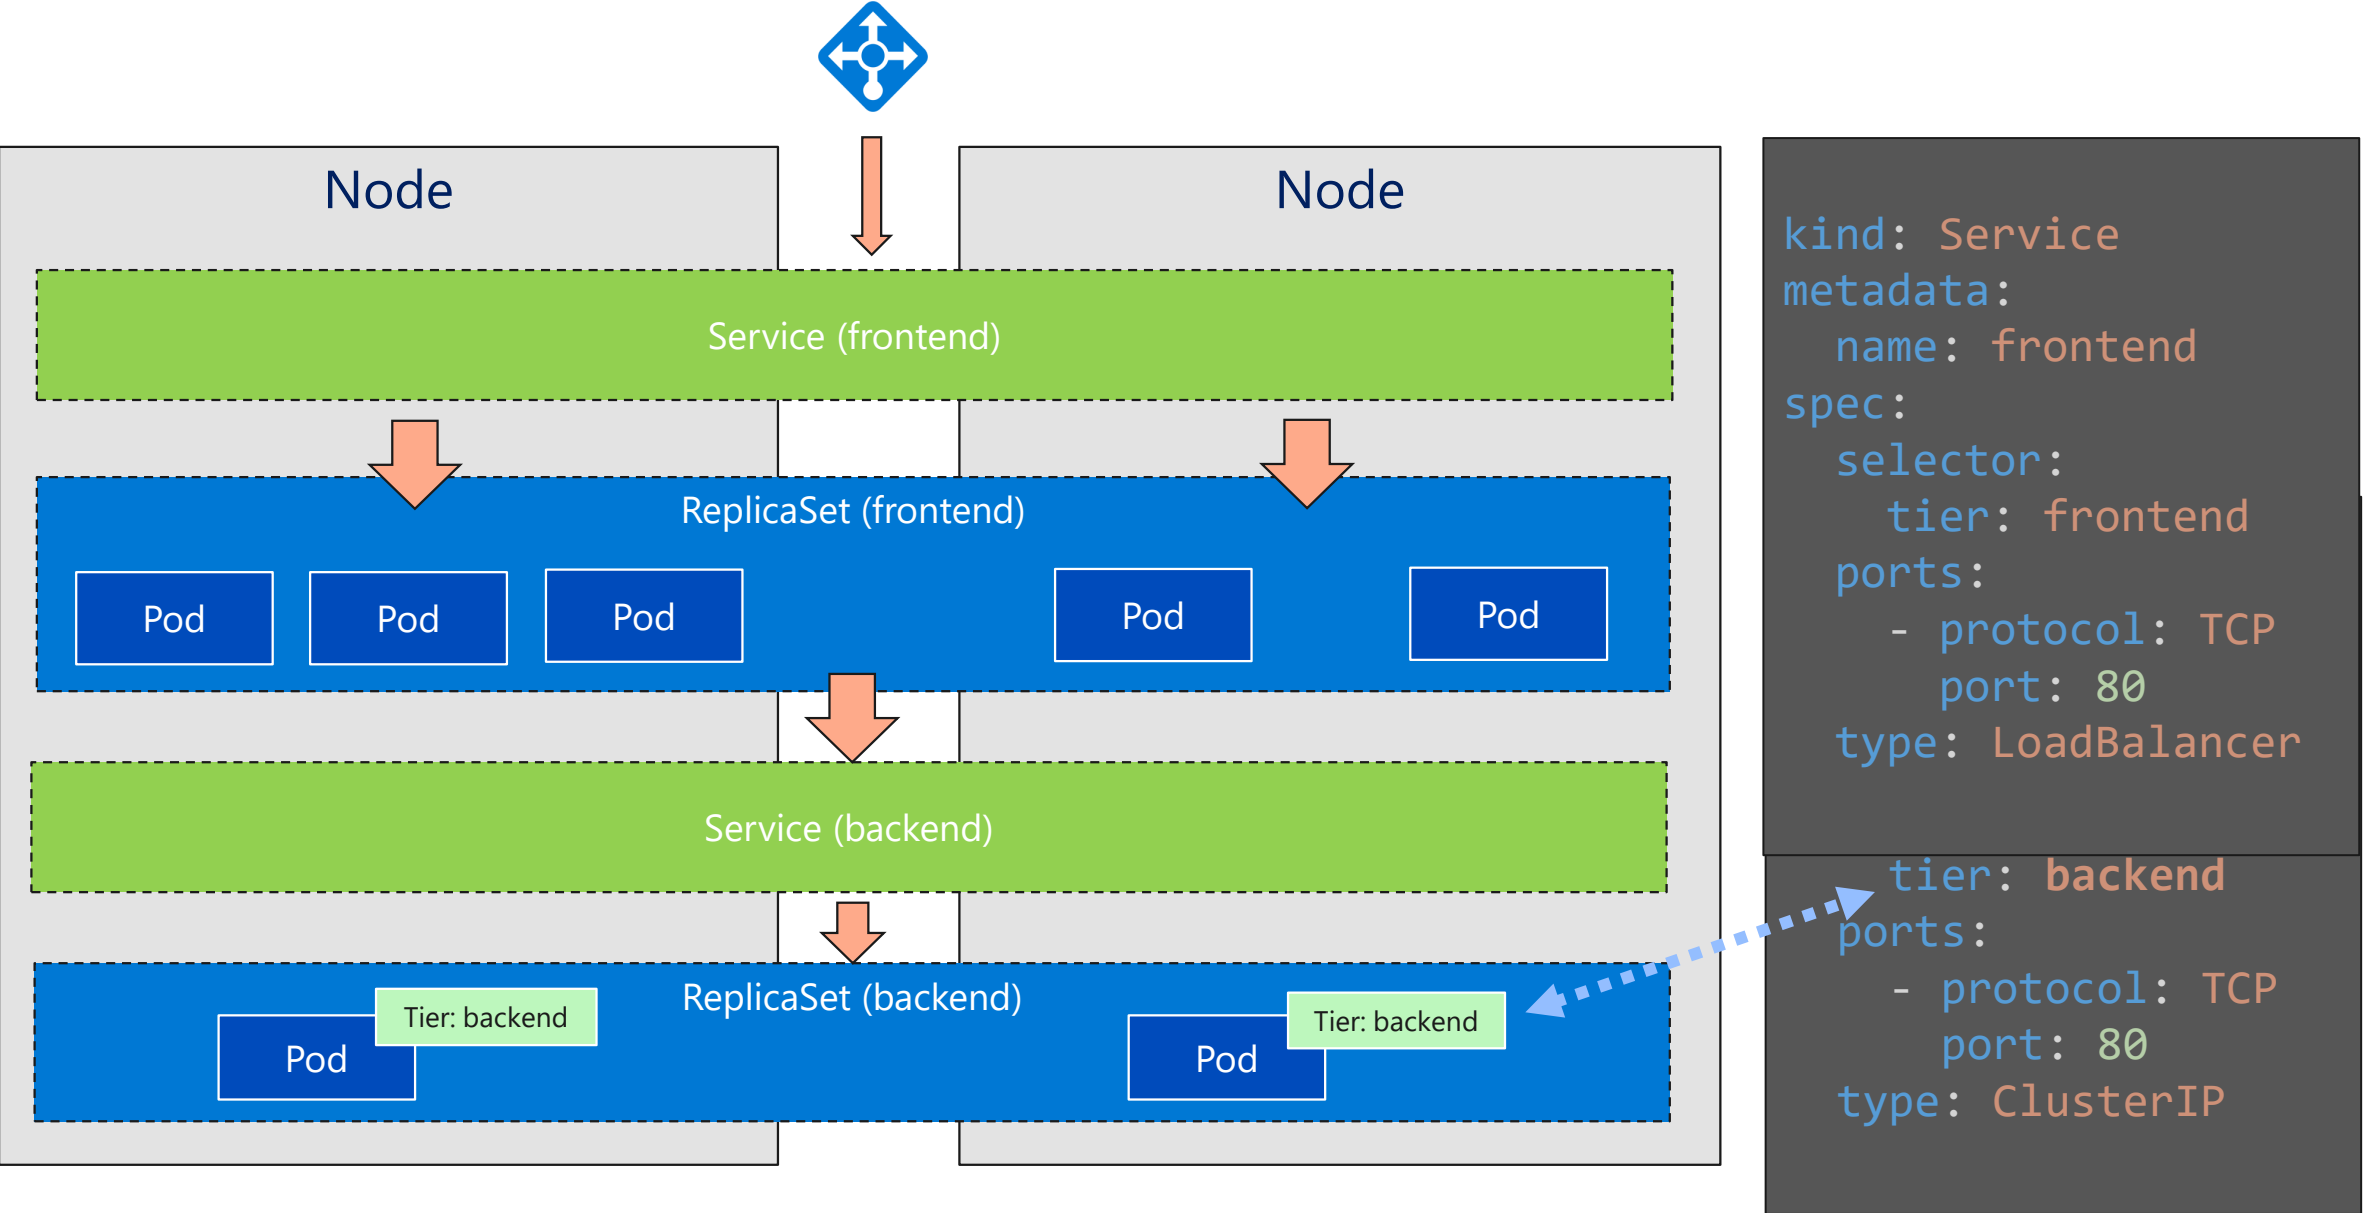 Node
Node
Service (frontend)
ReplicaSet (frontend)
Pod
Pod
Pod
Pod
Pod
Service (backend)
ReplicaSet (backend)
Tier: backend
Pod
Tier: backend
Pod
kind: Service
metadata:
  name: frontend
spec:
  selector:
    tier: frontend
  ports:
    - protocol: TCP
      port: 80
  type: LoadBalancer
    tier: backend
  ports:
    - protocol: TCP
      port: 80
  type: ClusterIP